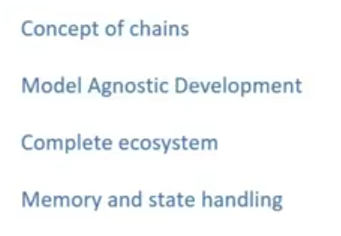 Concept of chains
Model Agnostic Development
Complete ecosystem
Memory and state handling